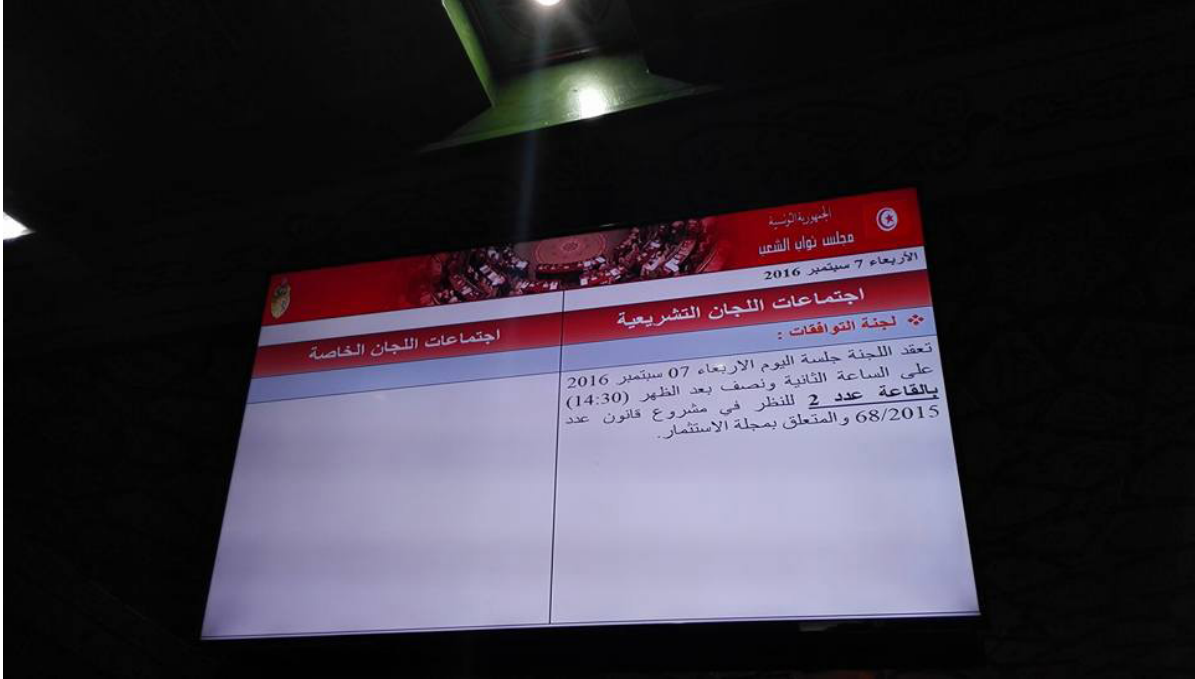 الجمهورية التونسية
مجلس نواب الشعب
الأربعاء 7 سبتمبر 2016
اجتماعات اللجان التشريعية
❖ لجنة التوافقات :
تعقد اللجنة جلسة اليوم الاربعاء 07 سبتمبر 2016
على الساعة الثانية ونصف بعد الظهر (14:30)
بالقاعة عدد 2 للنظر في مشروع قانون عدد
68/2015 والمتعلق بمجلة الاستثمار.
اجتماعات اللجان الخاصة